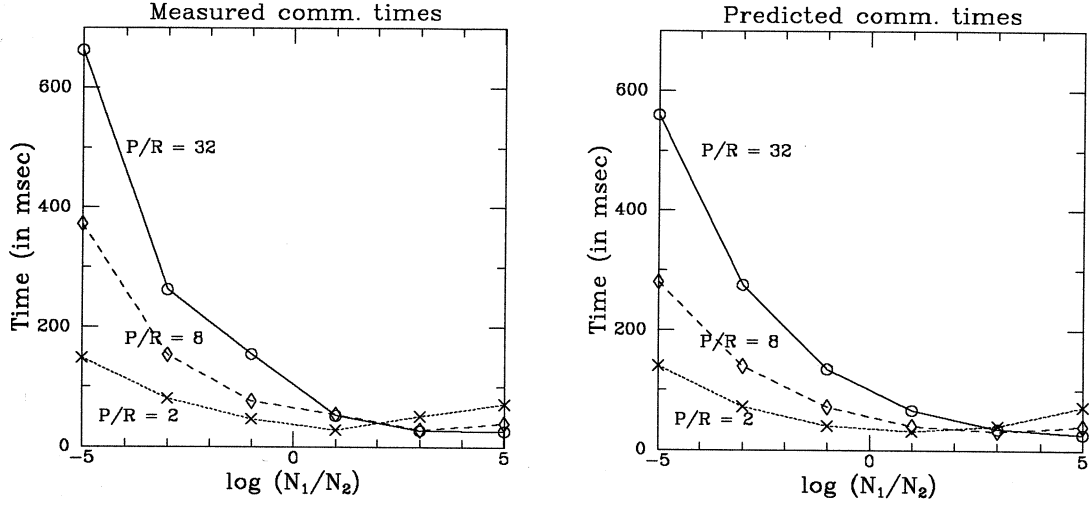 Measured comm. times
600
400
200
0
Time (in msec)
P/R = 32
P/R = 8
P/R = 2
−5
0
5
log (N₁/N₂)
Predicted comm. times
600
400
200
0
Time (in msec)
P/R = 32
P/R = 8
P/R = 2
−5
0
5
log (N₁/N₂)